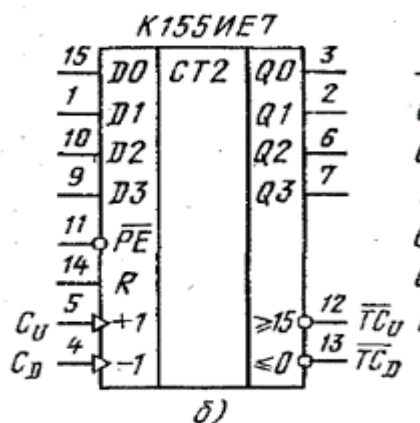 К155ИЕ7
15 D0 CT2 Q0 3
1 D1 Q1 2
10 D2 Q2 6
9 D3 Q3 7
11 PE
14 R
C_U 5 +1 ≥15 12 TC_U
C_D 4 -1 ≤0 13 TC_D
б)